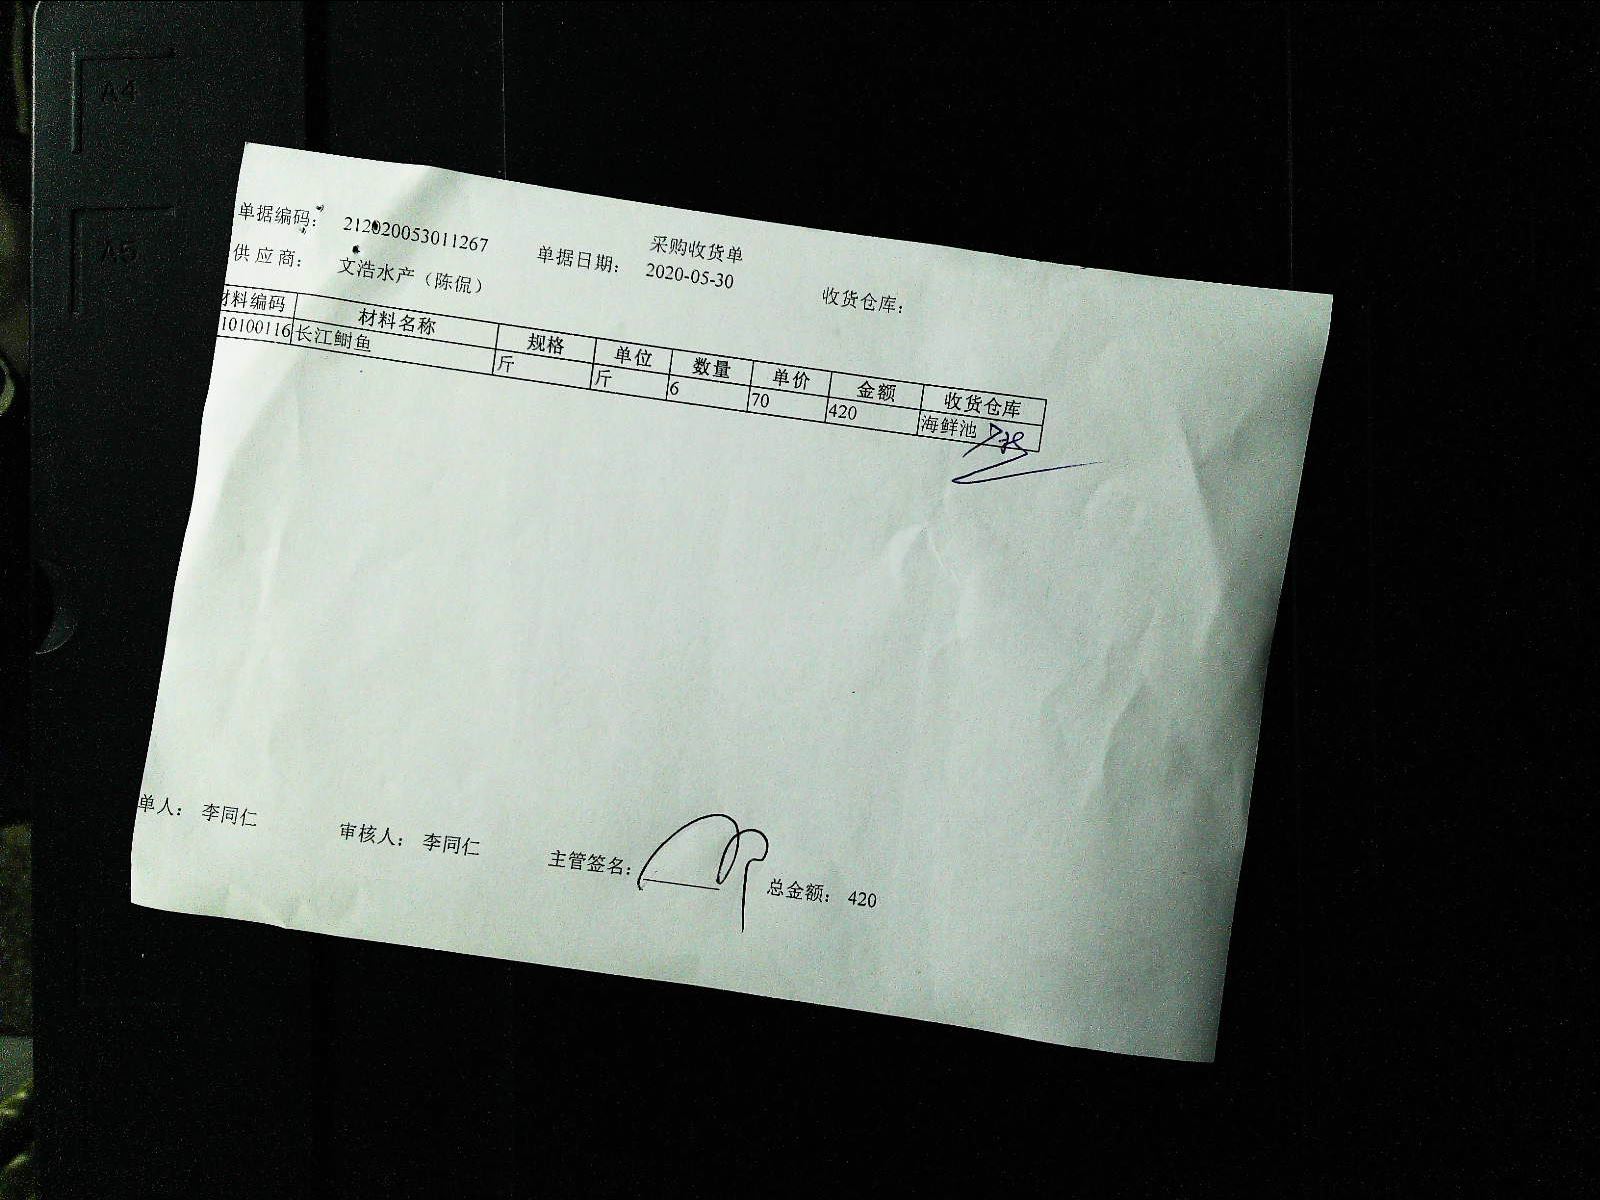 A4
A5
采购收货单
单据编码： 212020053011267 单据日期： 2020-05-30 收货仓库：
供应商： 文浩水产（陈侃）
材料编码 材料名称 规格 单位 数量 单价 金额 收货仓库
10100116 长江鲥鱼 斤 斤 6 70 420 海鲜池
单人： 李同仁 审核人： 李同仁 主管签名： 总金额： 420